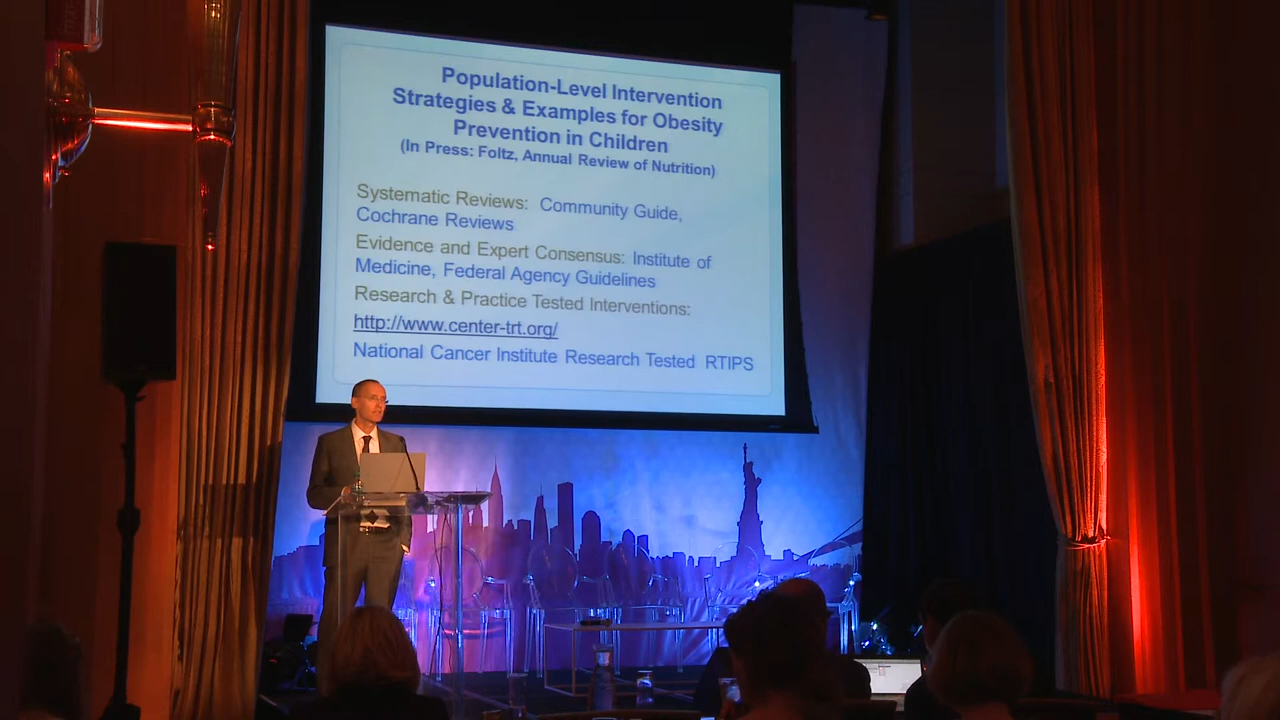 Population-Level Intervention
Strategies & Examples for Obesity
Prevention in Children
(In Press: Foltz, Annual Review of Nutrition)
Systematic Reviews: Community Guide,
Cochrane Reviews
Evidence and Expert Consensus: Institute of
Medicine, Federal Agency Guidelines
Research & Practice Tested Interventions:
http://www.center-trt.org/
National Cancer Institute Research Tested RTIPS